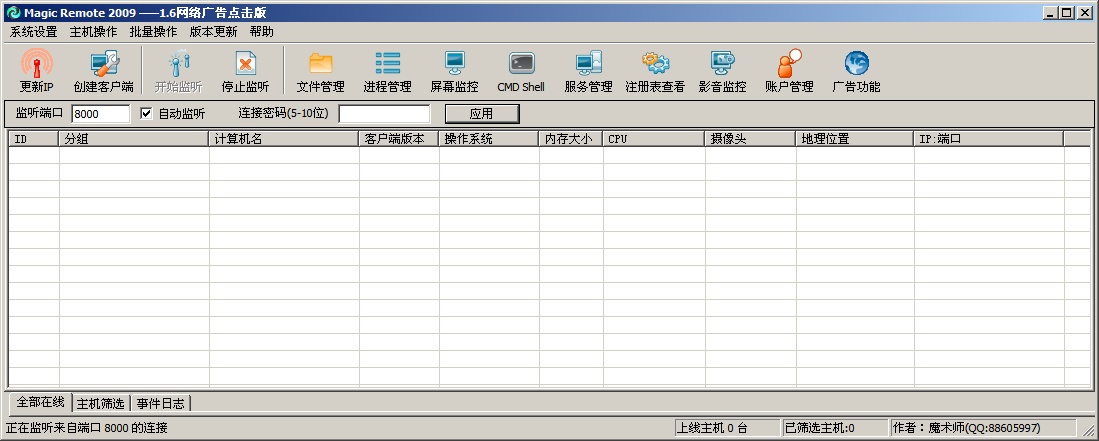 Magic Remote 2009 ——1.6网络广告点击版
系统设置 主机操作 批量操作 版本更新 帮助
更新IP 创建客户端 开始监听 停止监听 文件管理 进程管理 屏幕监控 CMD Shell 服务管理 注册表查看 影音监控 账户管理 广告功能
监听端口 8000 自动监听 连接密码(5-10位) 应用
ID 分组 计算机名 客户端版本 操作系统 内存大小 CPU 摄像头 地理位置 IP:端口
全部在线 主机筛选 事件日志
正在监听来自端口 8000 的连接 上线主机 0 台 已筛选主机:0 作者：魔术师(QQ:88605997)